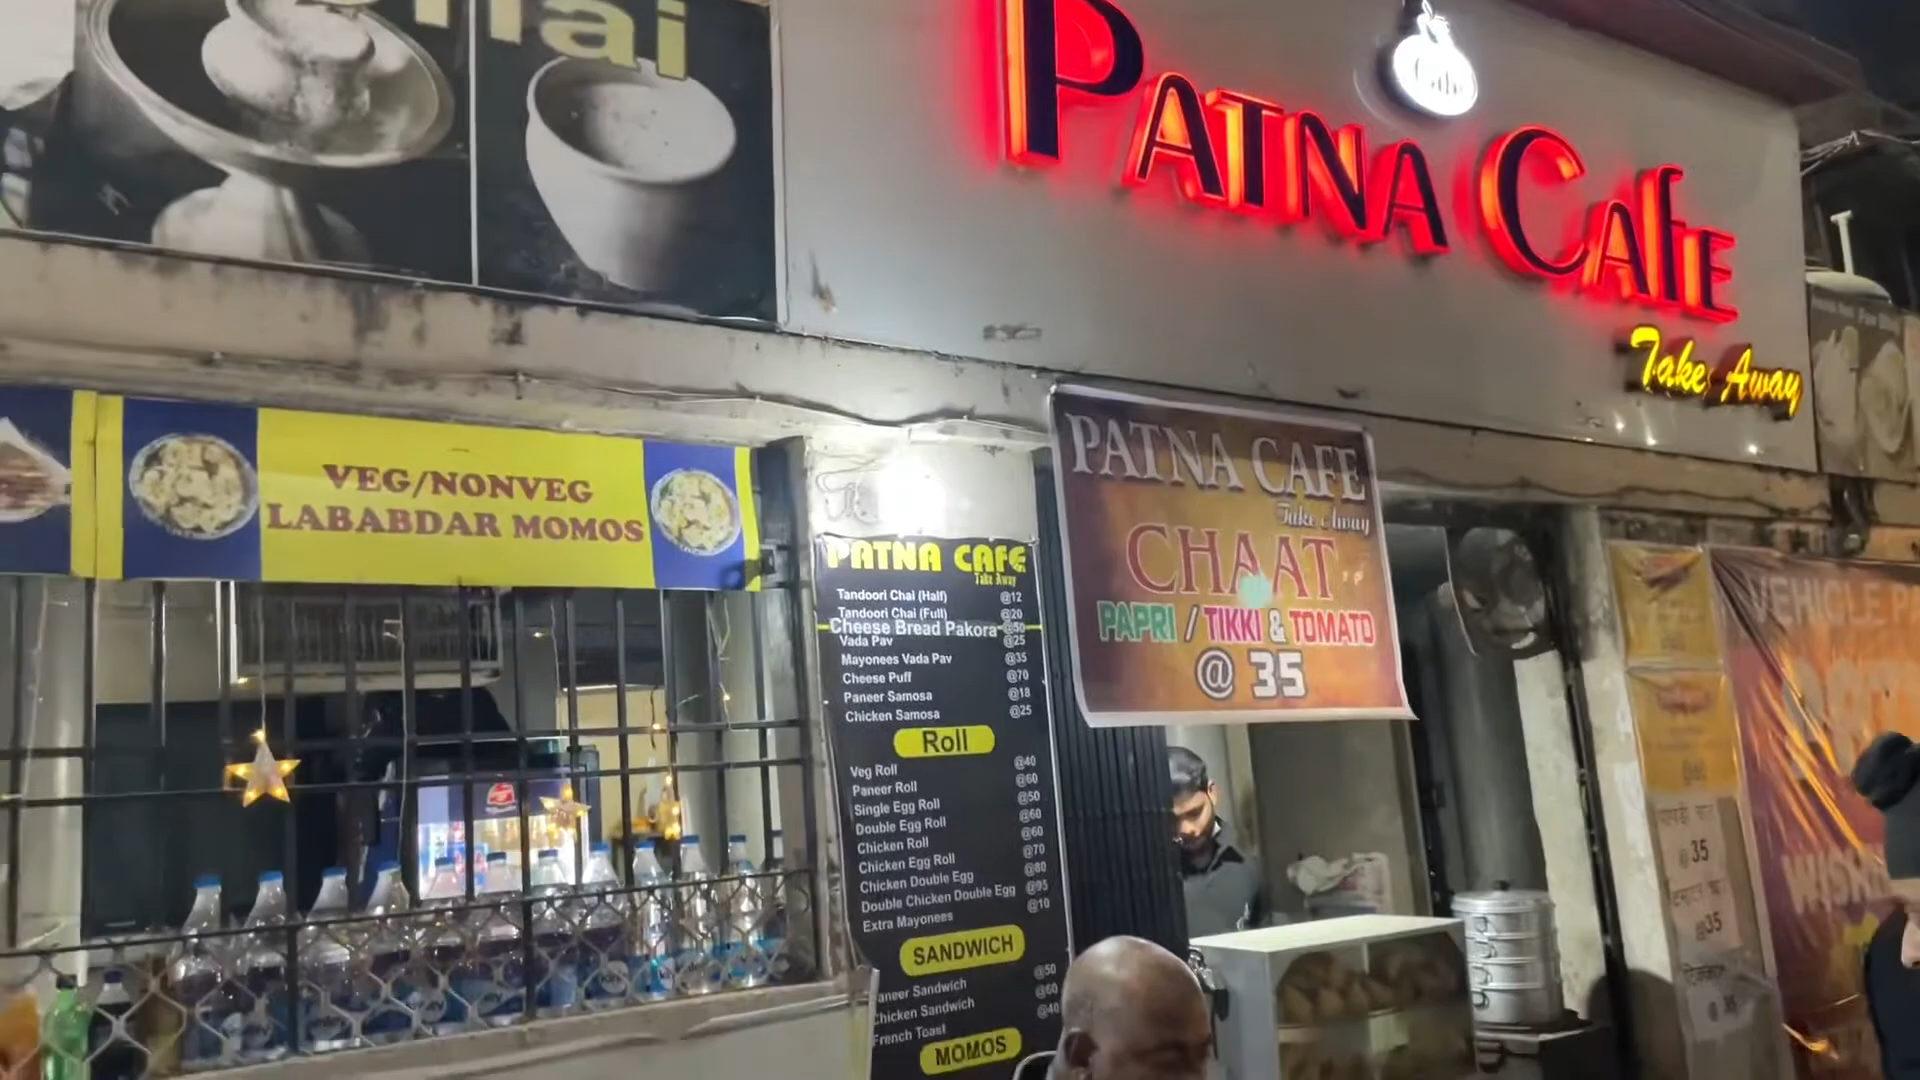 Chai
PATNA CAFE
Cafe
Take Away
VEG/NONVEG
LABABDAR MOMOS
PATNA CAFE
Take Away
Tandoori Chai (Half) @12
Tandoori Chai (Full) @20
Cheese Bread Pakora @50
Vada Pav @25
Mayonees Vada Pav @35
Cheese Puff @70
Paneer Samosa @18
Chicken Samosa @25
Roll
Veg Roll @40
Paneer Roll @60
Single Egg Roll @50
Double Egg Roll @60
Chicken Roll @60
Chicken Egg Roll @70
Chicken Double Egg @80
Double Chicken Double Egg @95
Extra Mayonees @10
SANDWICH
Paneer Sandwich @50
Chicken Sandwich @60
French Toast @40
MOMOS
PATNA CAFE
Take Away
CHAAT
PAPRI / TIKKI & TOMATO
@ 35
VEHICLE
@ 35
@35
@ 35